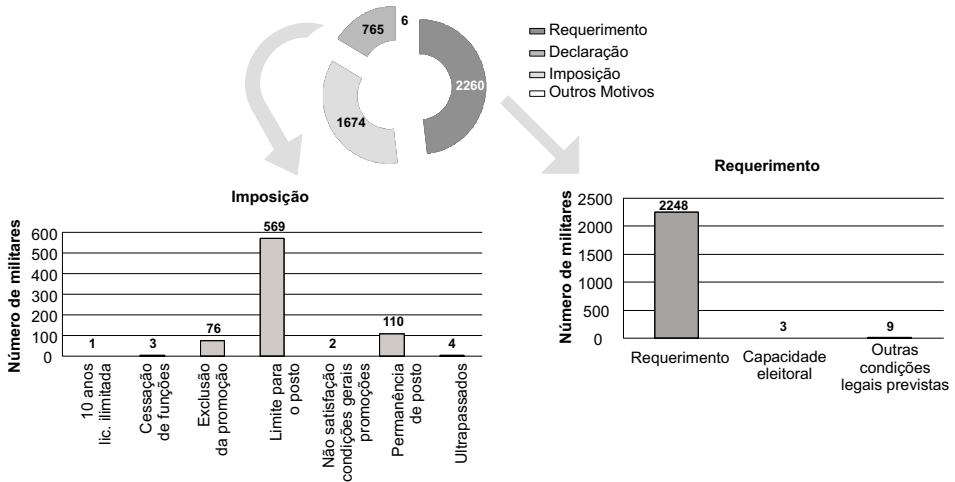 765
6
2260
1674
Requerimento
Declaração
Imposição
Outros Motivos
Imposição
Número de militares
600
500
400
300
200
100
0
1
3
76
569
2
110
4
10 anos
lic. ilimitada
Cessação
de funções
Exclusão
da promoção
Limite para
o posto
Não satisfação
condições gerais
promoções
Permanência
de posto
Ultrapassados
Requerimento
Número de militares
2500
2000
1500
1000
500
0
2248
3
9
Requerimento
Capacidade
eleitoral
Outras
condições
legais previstas